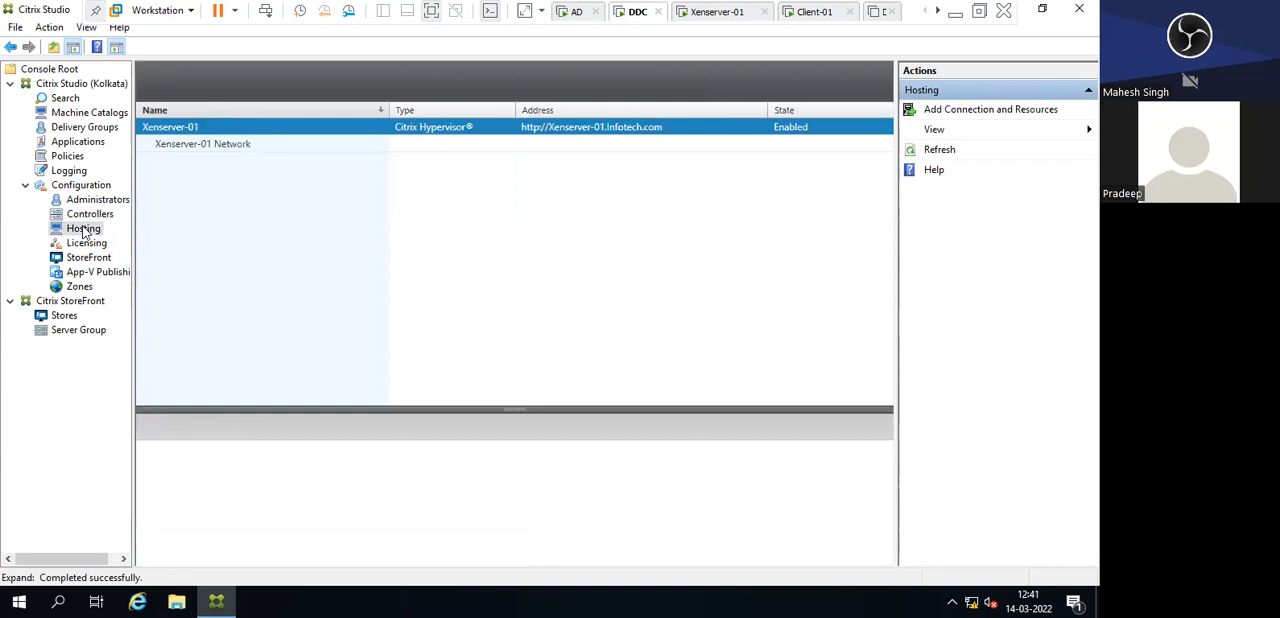 Citrix Studio
Workstation
AD
DDC
Xenserver-01
Client-01
File Action View Help
Console Root
Citrix Studio (Kolkata)
Search
Machine Catalogs
Delivery Groups
Applications
Policies
Logging
Configuration
Administrators
Controllers
Hosting
Licensing
StoreFront
App-V Publishi
Zones
Citrix StoreFront
Stores
Server Group
Name Type Address State
Xenserver-01 Citrix Hypervisor® http://Xenserver-01.Infotech.com Enabled
Xenserver-01 Network
Actions
Hosting
Add Connection and Resources
View
Refresh
Help
Mahesh Singh
Pradeep
Expand: Completed successfully.
12:41
14-03-2022
1